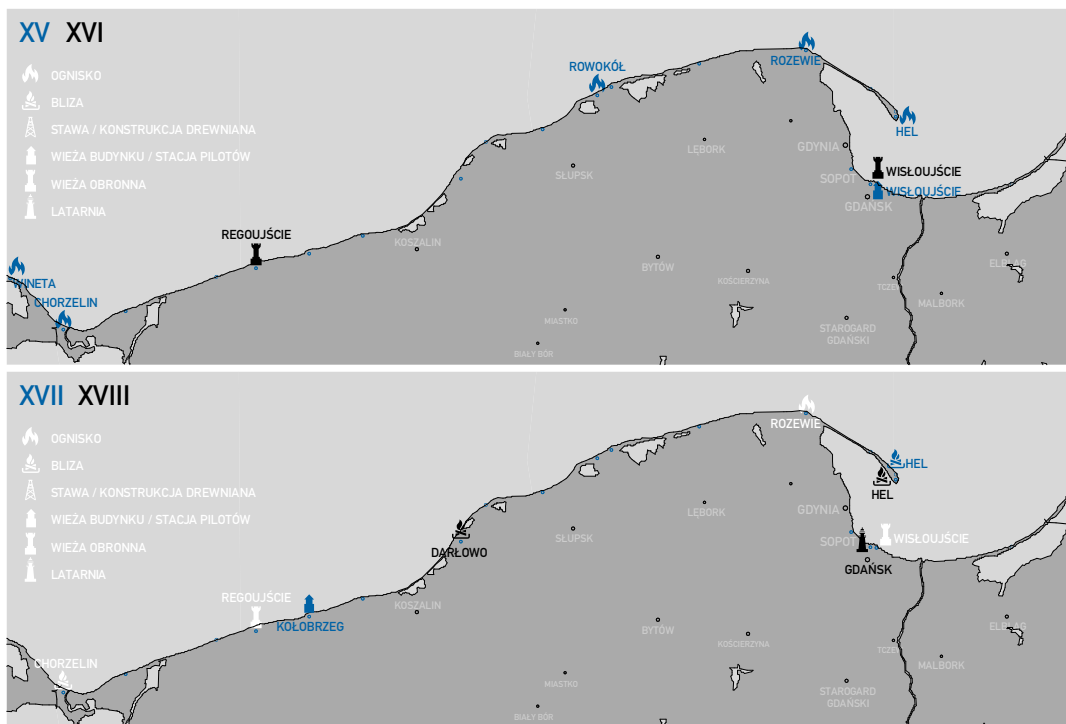 XV XVI
OGNISKO
BLIZA
STAWA / KONSTRUKCJA DREWNIANA
WIEŻA BUDYNKU / STACJA PILOTÓW
WIEŻA OBRONNA
LATARNIA
ROWOKÓŁ
ROZEWIE
HEL
LĘBORK
GDYNIA
SŁUPSK
SOPOT
WISŁOUJŚCIE
WISŁOUJŚCIE
GDAŃSK
REGOUJŚCIE
KOSZALIN
WINETA
CHORZELIN
BYTÓW
KOŚCIERZYNA
TCZEW
ELBLĄG
MALBORK
MIASTKO
STAROGARD
GDAŃSKI
BIAŁY BÓR
XVII XVIII
OGNISKO
BLIZA
STAWA / KONSTRUKCJA DREWNIANA
WIEŻA BUDYNKU / STACJA PILOTÓW
WIEŻA OBRONNA
LATARNIA
ROZEWIE
HEL
HEL
LĘBORK
GDYNIA
SŁUPSK
DARŁOWO
SOPOT
WISŁOUJŚCIE
GDAŃSK
REGOUJŚCIE
KOŁOBRZEG
KOSZALIN
CHORZELIN
BYTÓW
KOŚCIERZYNA
TCZEW
ELBLĄG
MALBORK
MIASTKO
STAROGARD
GDAŃSKI
BIAŁY BÓR